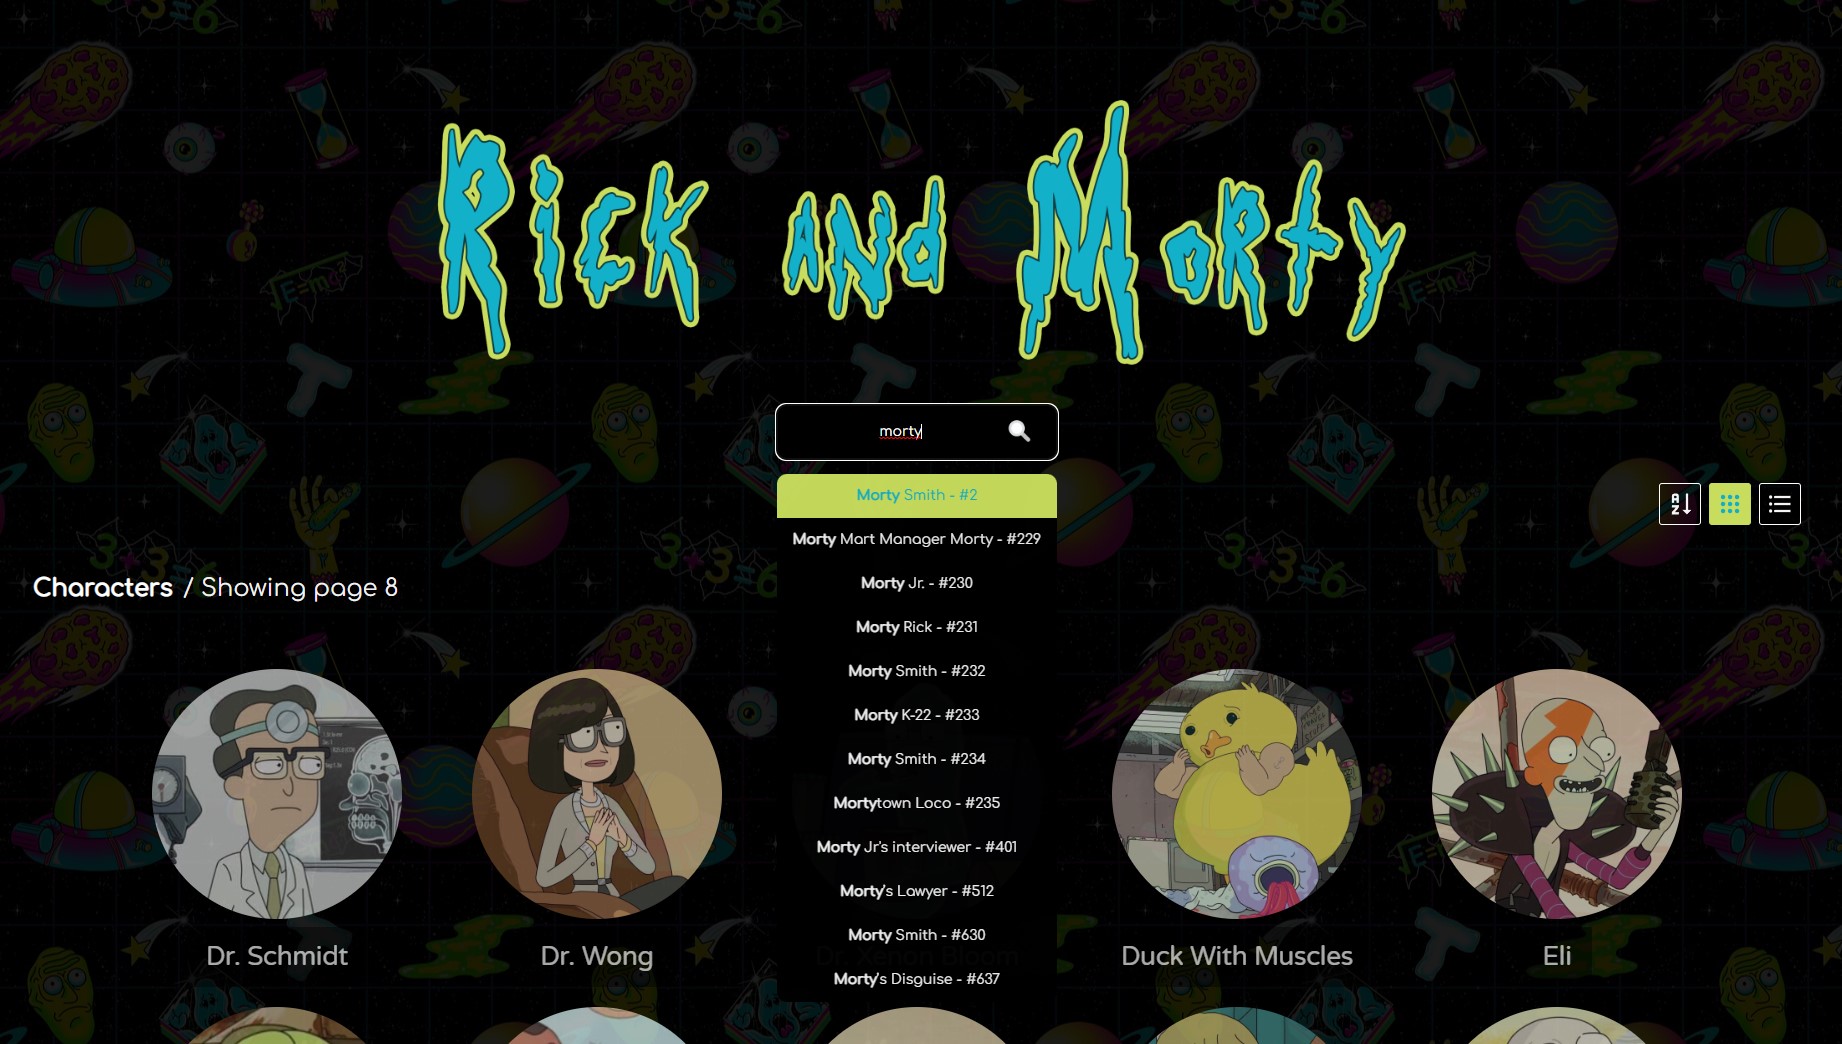 Rick and Morty
morty
Morty Smith - #2
Morty Mart Manager Morty - #229
Morty Jr. - #230
Morty Rick - #231
Morty Smith - #232
Morty K-22 - #233
Morty Smith - #234
Mortytown Loco - #235
Morty Jr's interviewer - #401
Morty's Lawyer - #512
Morty Smith - #630
Morty's Disguise - #637
A
Z
Characters / Showing page 8
Dr. Schmidt
Dr. Wong
Dr. Xenon Bloom
Duck With Muscles
Eli